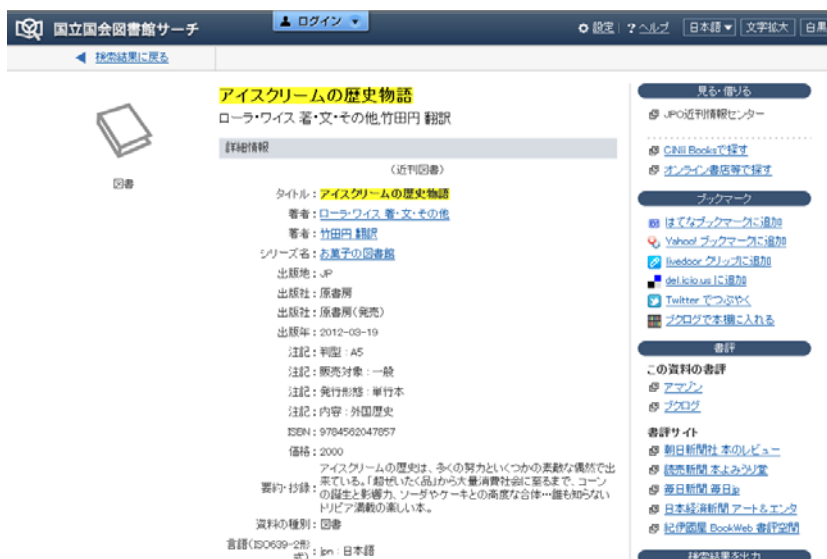 国立国会図書館サーチ
ログイン
設定 | ? ヘルプ
日本語▼
文字拡大
白黒
検索結果に戻る
図書
アイスクリームの歴史物語
ローラ・ワイス 著・文・その他,竹田円 翻訳
詳細情報
(近刊図書)
タイトル : アイスクリームの歴史物語
著者 : ローラ・ワイス 著・文・その他
著者 : 竹田円 翻訳
シリーズ名 : お菓子の図書館
出版地 : JP
出版社 : 原書房
出版社 : 原書房(発売)
出版年 : 2012-03-19
注記 : 判型 : A5
注記 : 販売対象 : 一般
注記 : 発行形態 : 単行本
注記 : 内容 : 外国歴史
ISBN : 9784562047857
価格 : 2000
要約・抄録 : アイスクリームの歴史は、多くの努力といくつかの素敵な偶然で出
来ている。「超ぜいたく品」から大量消費社会に至るまで、コーン
の誕生と影響力、ソーダやケーキとの高度な合体…誰も知らない
トリビア満載の楽しい本。
資料の種別 : 図書
言語(ISO639-2形
式) : jpn : 日本語
見る・借りる
JPO近刊情報センター
CiNii Booksで探す
オンライン書店等で探す
ブックマーク
はてなブックマークに追加
Yahoo! ブックマークに追加
livedoor クリップに追加
del.icio.us に追加
Twitter でつぶやく
ブクログで本棚に入れる
書評
この資料の書評
アマゾン
ブクログ
書評サイト
朝日新聞社 本のレビュー
読売新聞 本よみうり堂
毎日新聞 毎日jp
日本経済新聞 アート&エンタ
紀伊國屋 BookWeb 書評空間
検索結果を出力